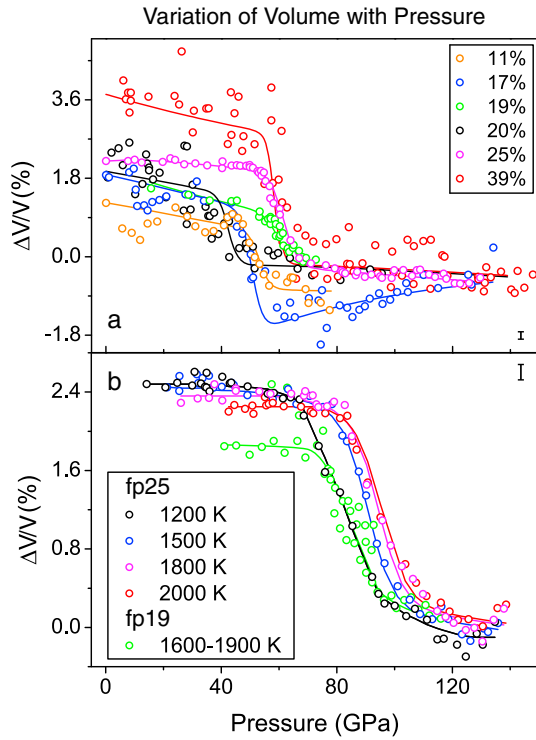 Variation of Volume with Pressure
ΔV/V(%)
3.6
1.8
0.0
-1.8
11%
17%
19%
20%
25%
39%
a
b
ΔV/V(%)
2.4
1.6
0.8
0.0
fp25
1200 K
1500 K
1800 K
2000 K
fp19
1600-1900 K
0
40
80
120
Pressure (GPa)